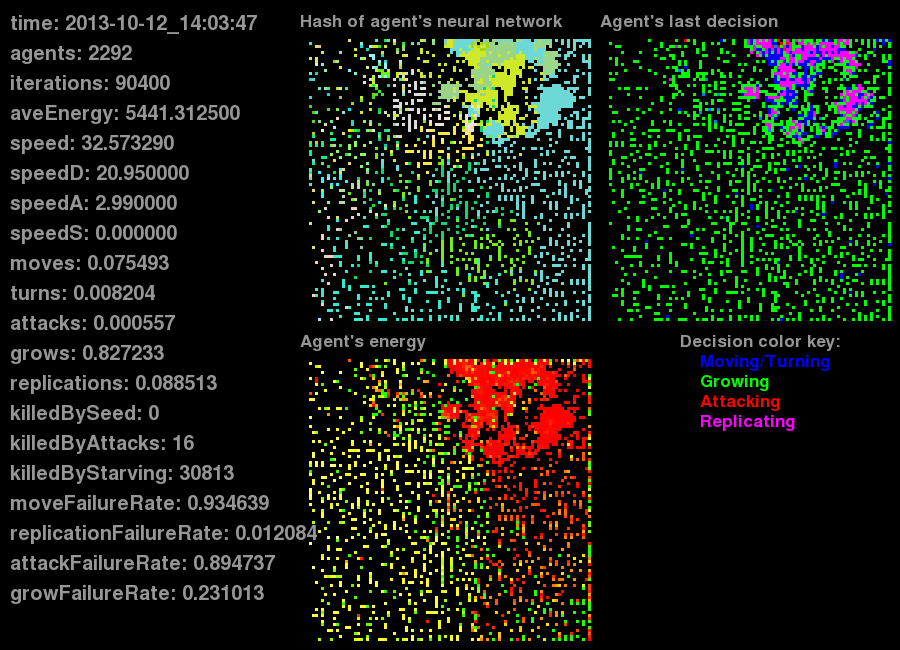 time: 2013-10-12_14:03:47
agents: 2292
iterations: 90400
aveEnergy: 5441.312500
speed: 32.573290
speedD: 20.950000
speedA: 2.990000
speedS: 0.000000
moves: 0.075493
turns: 0.008204
attacks: 0.000557
grows: 0.827233
replications: 0.088513
killedBySeed: 0
killedByAttacks: 16
killedByStarving: 30813
moveFailureRate: 0.934639
replicationFailureRate: 0.012084
attackFailureRate: 0.894737
growFailureRate: 0.231013
Hash of agent's neural network
Agent's last decision
Agent's energy
Decision color key:
Moving/Turning
Growing
Attacking
Replicating